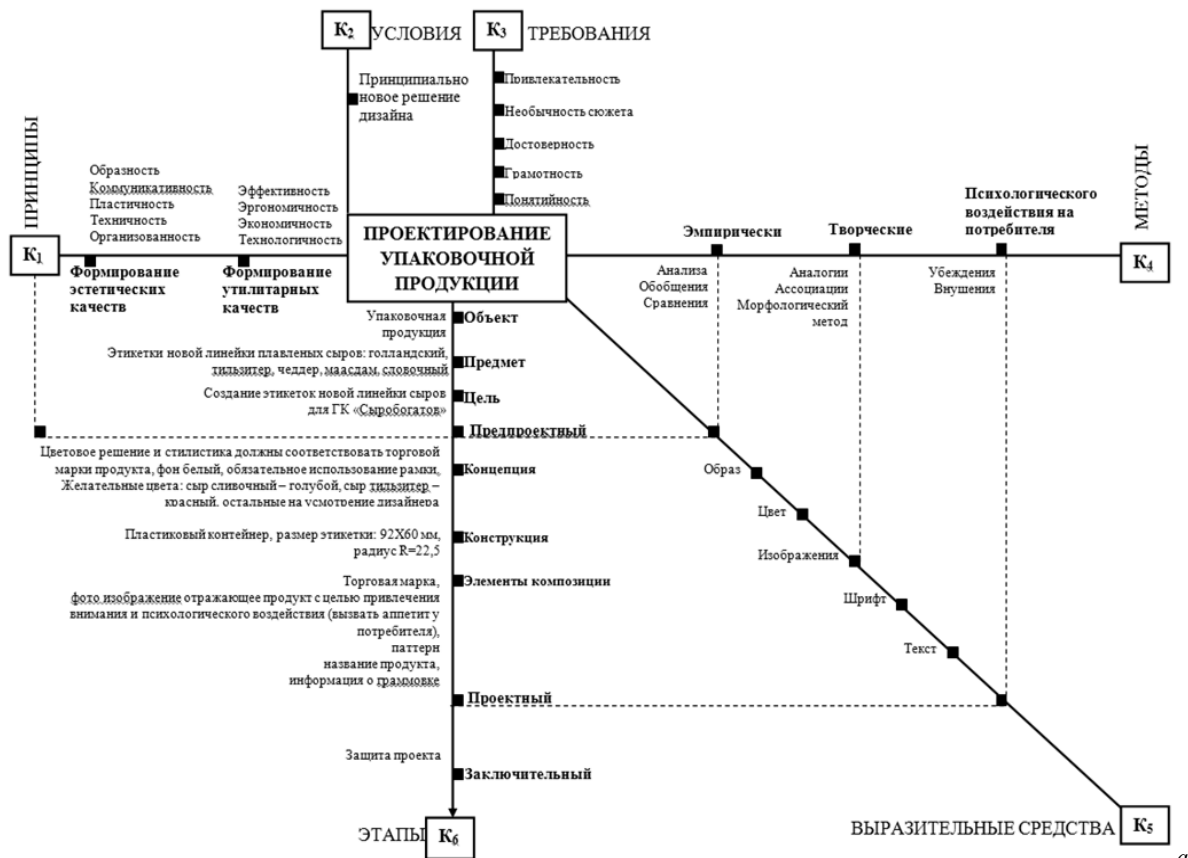 К2 УСЛОВИЯ
К3 ТРЕБОВАНИЯ
Принципиально
новое решение
дизайна
Привлекательность
Необычность сюжета
Достоверность
Грамотность
Понятийность
ПРИНЦИПЫ
К1
Образность
Коммуникативность
Пластичность
Техничность
Организованность
Формирование
эстетических
качеств
Эффективность
Эргономичность
Экономичность
Технологичность
Формирование
утилитарных
качеств
ПРОЕКТИРОВАНИЕ
УПАКОВОЧНОЙ
ПРОДУКЦИИ
Эмпирически
Анализа
Обобщения
Сравнения
Творческие
Аналогии
Ассоциации
Морфологический
метод
Психологического
воздействия на
потребителя
Убеждения
Внушения
МЕТОДЫ
К4
Упаковочная
продукция
Объект
Этикетки новой линейки плавленых сыров: голландский,
тильзитер, чеддер, маасдам, словочный
Предмет
Создание этикеток новой линейки сыров
для ГК «Сыробогатов»
Цель
Предпроектный
Цветовое решение и стилистика должны соответствовать торговой
марки продукта, фон белый, обязательное использование рамки,
Желательные цвета: сыр сливочный – голубой, сыр тильзитер –
красный, остальные на усмотрение дизайнера
Концепция
Пластиковый контейнер, размер этикетки: 92Х60 мм,
радиус R=22,5
Конструкция
Торговая марка,
фото изображение отражающее продукт с целью привлечения
внимания и психологического воздействия (вызвать аппетит у
потребителя),
паттерн
название продукта,
информация о граммовке
Элементы композиции
Проектный
Защита проекта
Заключительный
ЭТАПЫ
К6
Образ
Цвет
Изображения
Шрифт
Текст
ВЫРАЗИТЕЛЬНЫЕ СРЕДСТВА
К5
а